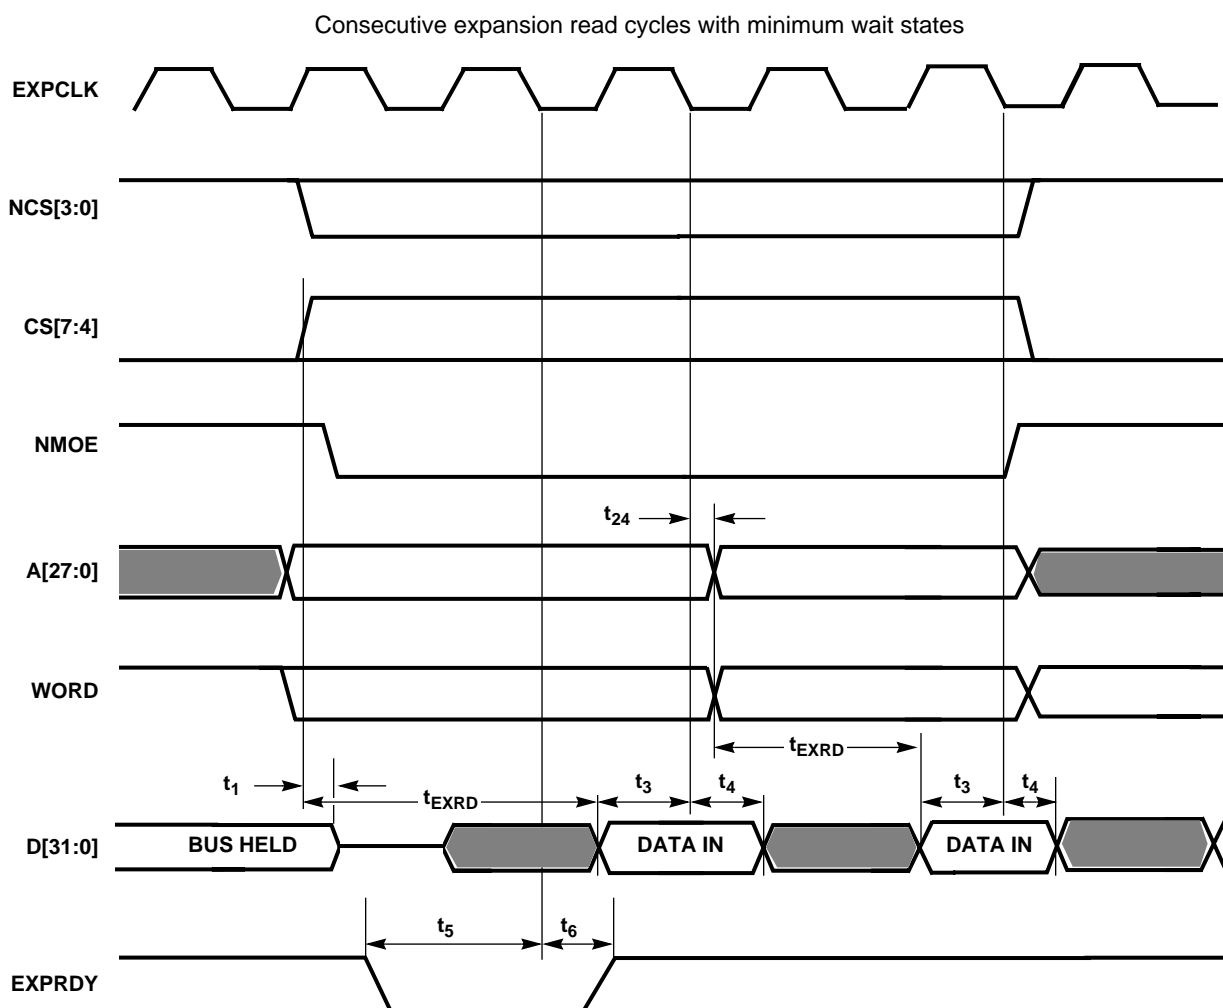 Consecutive expansion read cycles with minimum wait states
EXPCLK
NCS[3:0]
CS[7:4]
NMOE
t24
A[27:0]
WORD
tEXRD
t1
tEXRD
t3
t4
t3
t4
D[31:0]
BUS HELD
DATA IN
DATA IN
t5
t6
EXPRDY